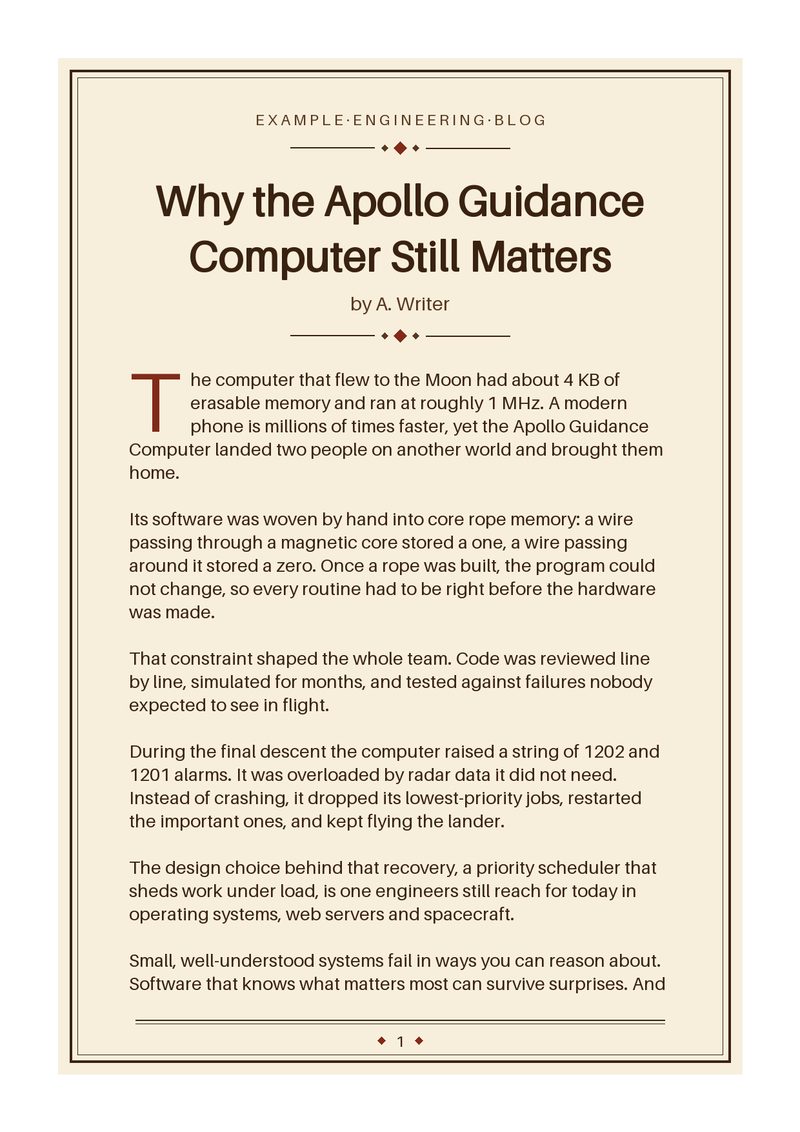 EXAMPLE·ENGINEERING·BLOG
Why the Apollo Guidance
Computer Still Matters
by A. Writer
The computer that flew to the Moon had about 4 KB of
erasable memory and ran at roughly 1 MHz. A modern
phone is millions of times faster, yet the Apollo Guidance
Computer landed two people on another world and brought them
home.
Its software was woven by hand into core rope memory: a wire
passing through a magnetic core stored a one, a wire passing
around it stored a zero. Once a rope was built, the program could
not change, so every routine had to be right before the hardware
was made.
That constraint shaped the whole team. Code was reviewed line
by line, simulated for months, and tested against failures nobody
expected to see in flight.
During the final descent the computer raised a string of 1202 and
1201 alarms. It was overloaded by radar data it did not need.
Instead of crashing, it dropped its lowest-priority jobs, restarted
the important ones, and kept flying the lander.
The design choice behind that recovery, a priority scheduler that
sheds work under load, is one engineers still reach for today in
operating systems, web servers and spacecraft.
Small, well-understood systems fail in ways you can reason about.
Software that knows what matters most can survive surprises. And
1